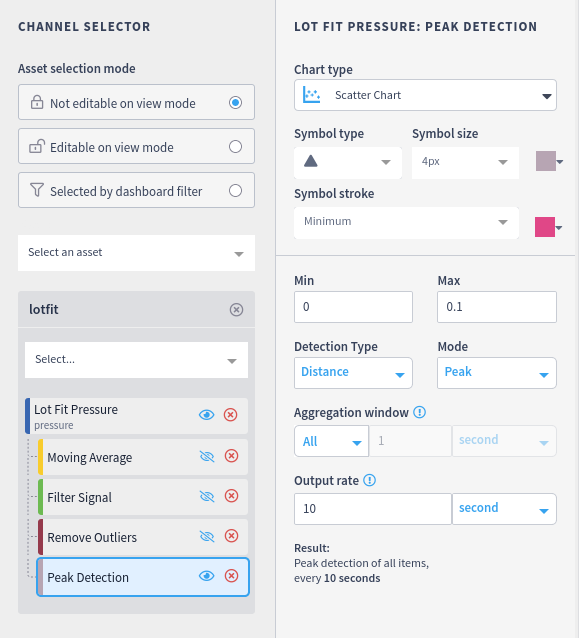 CHANNEL SELECTOR
Asset selection mode
Not editable on view mode
Editable on view mode
Selected by dashboard filter
Select an asset
lotfit
Select...
Lot Fit Pressure
pressure
Moving Average
Filter Signal
Remove Outliers
Peak Detection
LOT FIT PRESSURE: PEAK DETECTION
Chart type
Scatter Chart
Symbol type
Symbol size
4px
Symbol stroke
Minimum
Min
Max
0
0.1
Detection Type
Mode
Distance
Peak
Aggregation window
All
1
second
Output rate
10
second
Result:
Peak detection of all items,
every 10 seconds